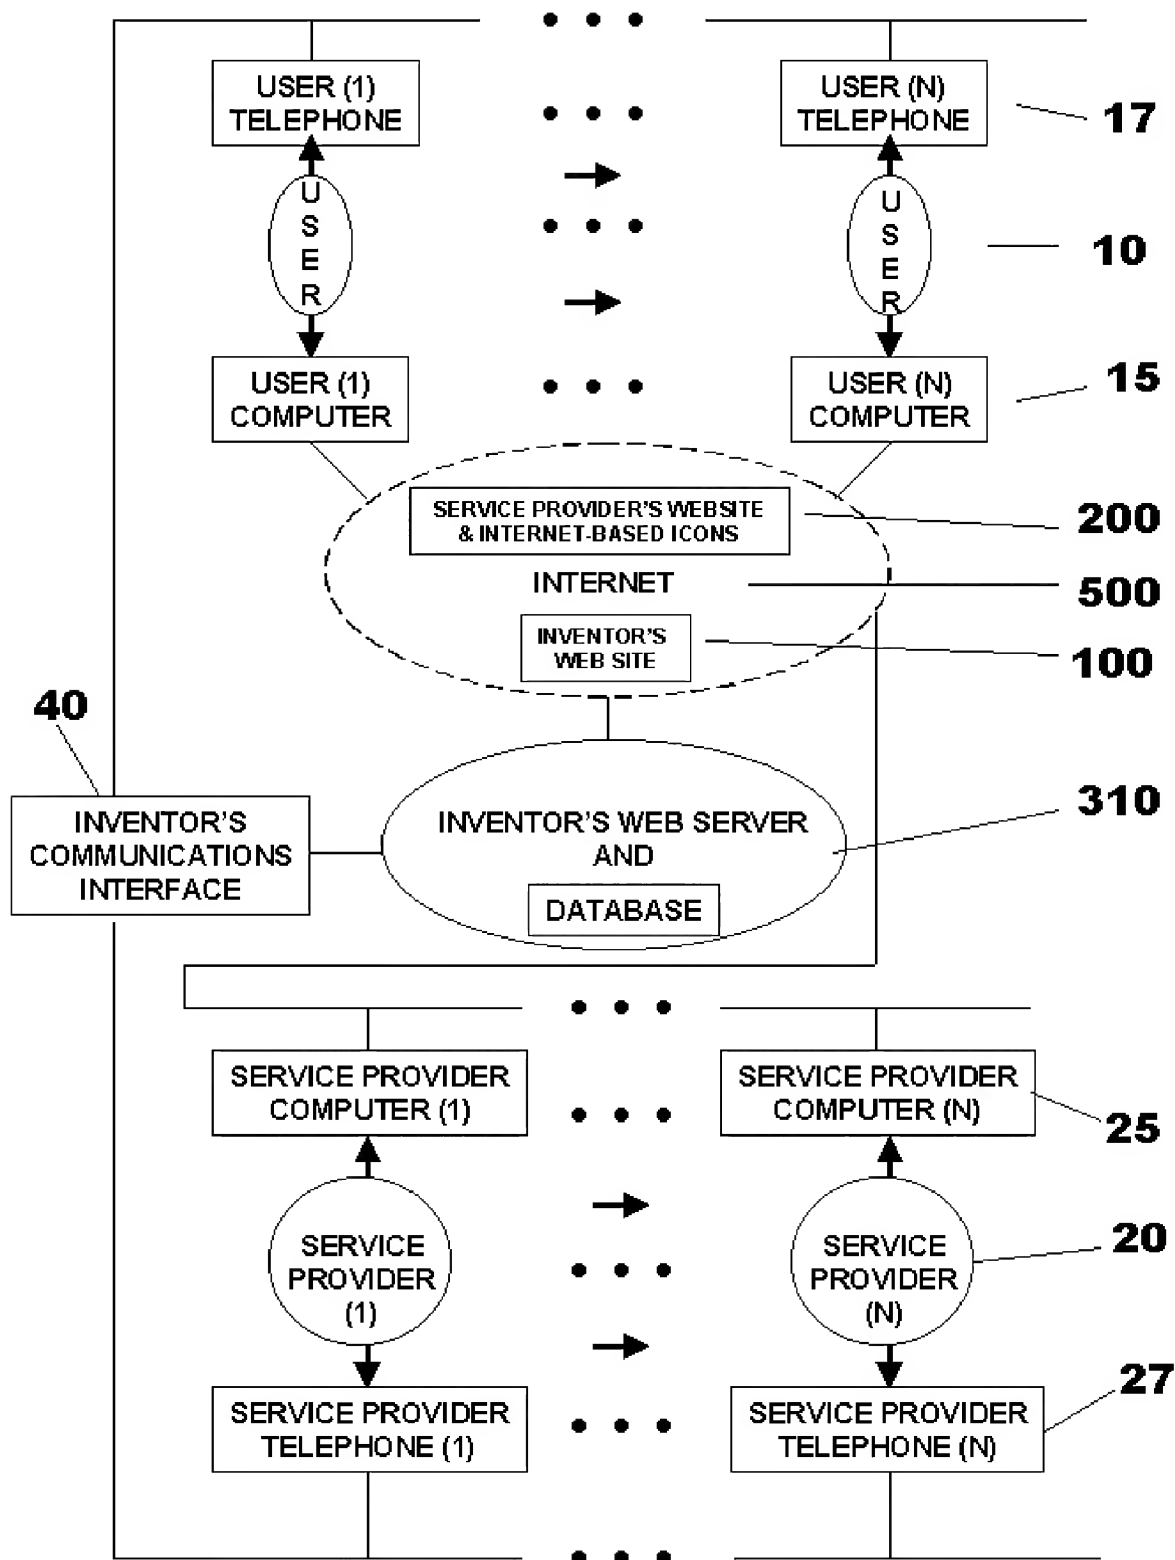 USER (1)
TELEPHONE
USER (N)
TELEPHONE
17
USER
USER
10
USER (1)
COMPUTER
USER (N)
COMPUTER
15
SERVICE PROVIDER'S WEBSITE
& INTERNET-BASED ICONS
200
INTERNET
500
INVENTOR'S
WEB SITE
100
40
INVENTOR'S
COMMUNICATIONS
INTERFACE
INVENTOR'S WEB SERVER
AND
DATABASE
310
SERVICE PROVIDER
COMPUTER (1)
SERVICE PROVIDER
COMPUTER (N)
25
SERVICE
PROVIDER
(1)
SERVICE
PROVIDER
(N)
20
SERVICE PROVIDER
TELEPHONE (1)
SERVICE PROVIDER
TELEPHONE (N)
27